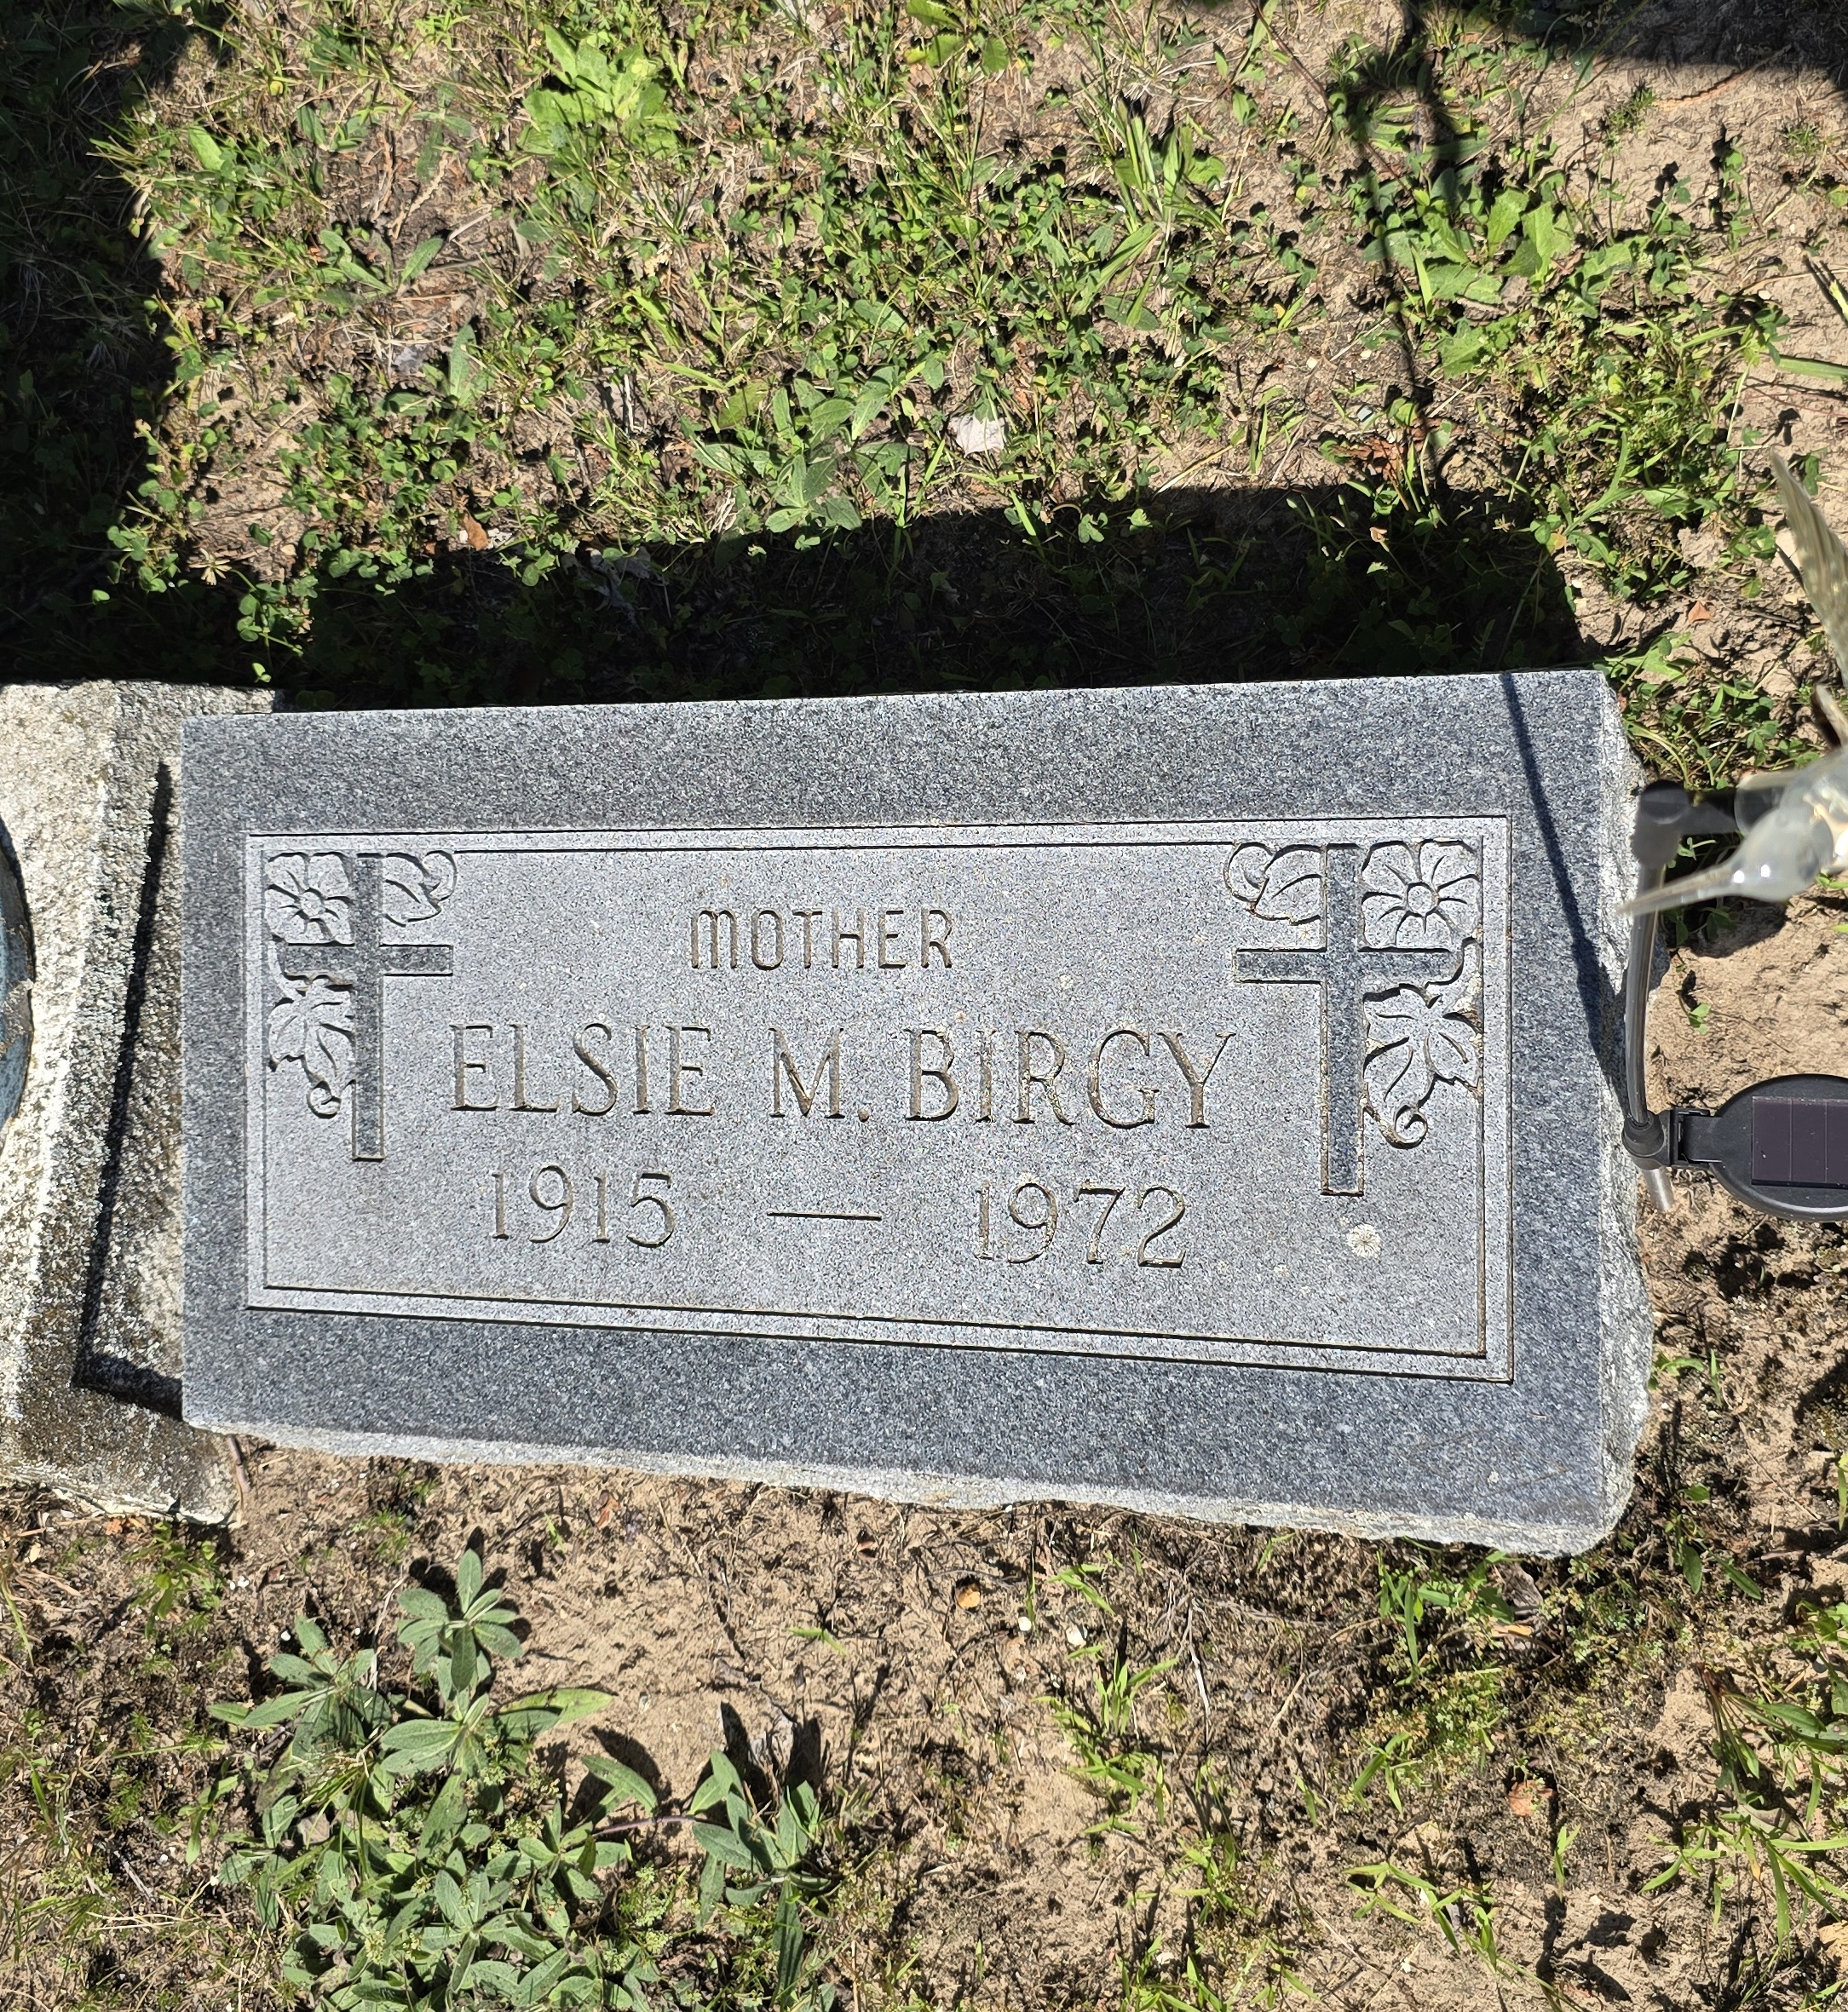 MOTHER
ELSIE M. BIRGY
1915 — 1972